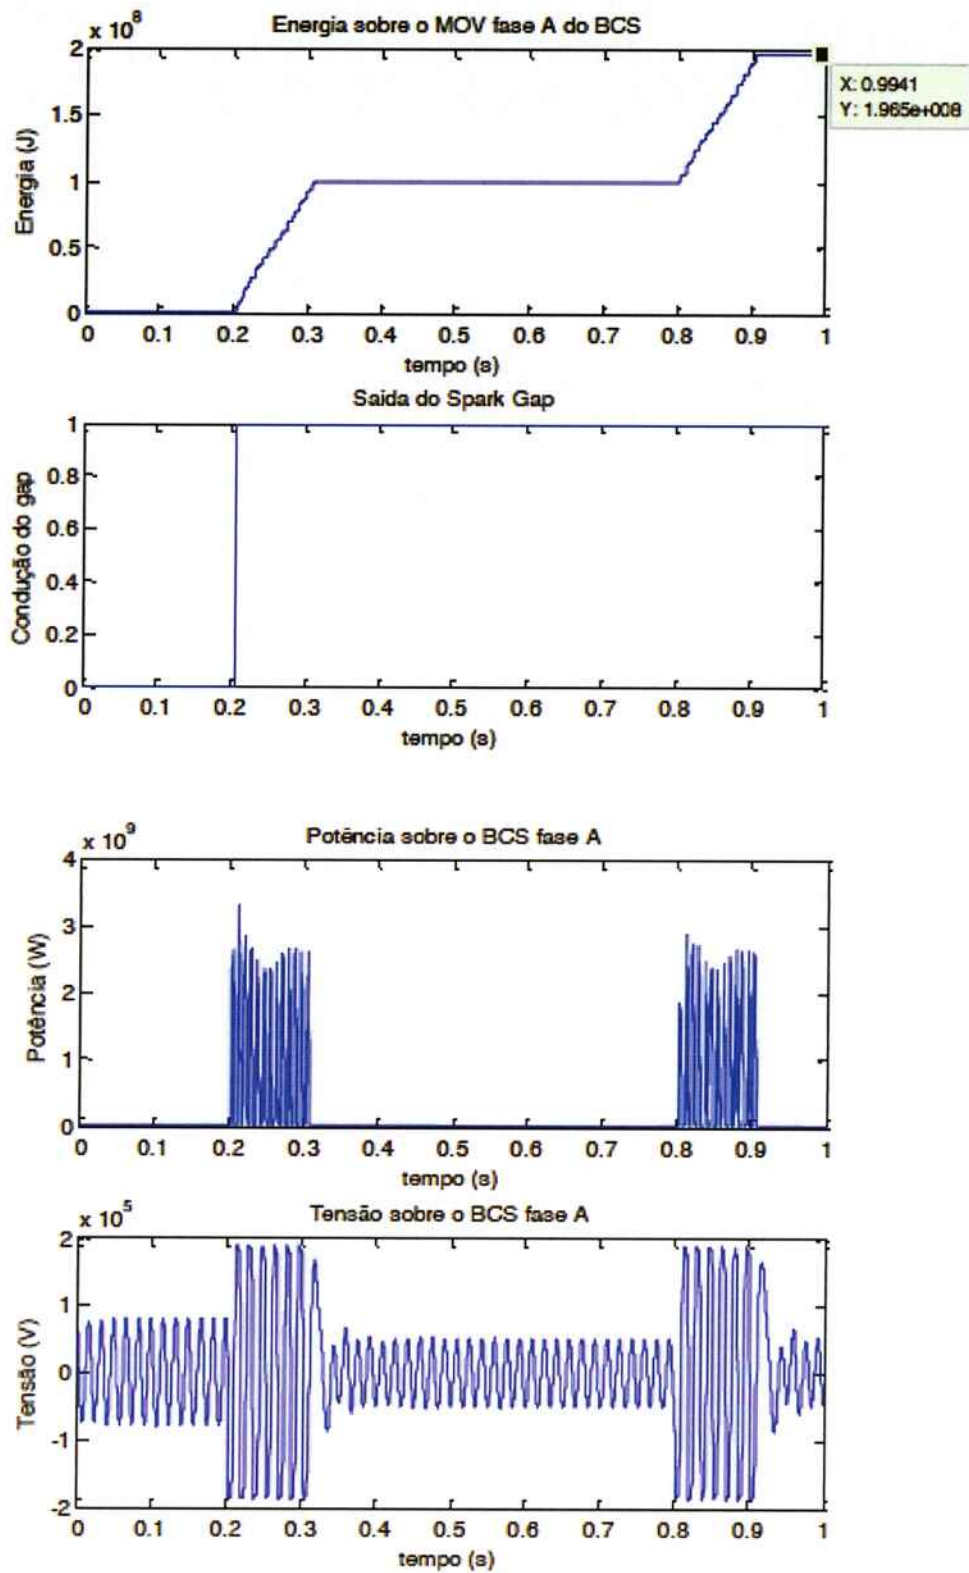 Energia sobre o MOV fase A do BCS
x 10^8
2
1.5
1
0.5
0
Energia (J)
0 0.1 0.2 0.3 0.4 0.5 0.6 0.7 0.8 0.9 1
tempo (s)
X: 0.9941
Y: 1.965e+008
Saida do Spark Gap
1
0.8
0.6
0.4
0.2
0
Condução do gap
0 0.1 0.2 0.3 0.4 0.5 0.6 0.7 0.8 0.9 1
tempo (s)
Potência sobre o BCS fase A
x 10^9
4
3
2
1
0
Potência (W)
0 0.1 0.2 0.3 0.4 0.5 0.6 0.7 0.8 0.9 1
tempo (s)
Tensão sobre o BCS fase A
x 10^5
2
1
0
-1
-2
Tensão (V)
0 0.1 0.2 0.3 0.4 0.5 0.6 0.7 0.8 0.9 1
tempo (s)